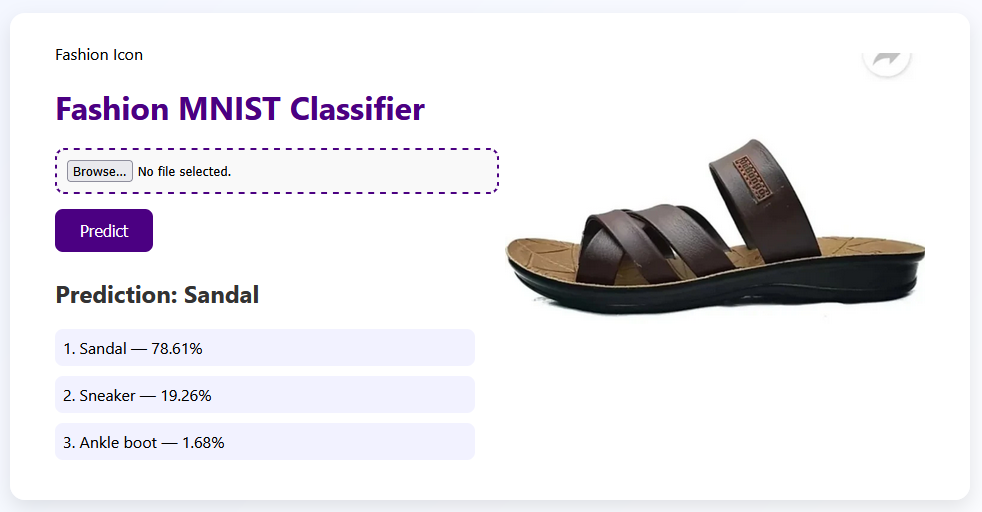 Fashion Icon
Fashion MNIST Classifier
Browse... No file selected.
Predict
Prediction: Sandal
1. Sandal — 78.61%
2. Sneaker — 19.26%
3. Ankle boot — 1.68%